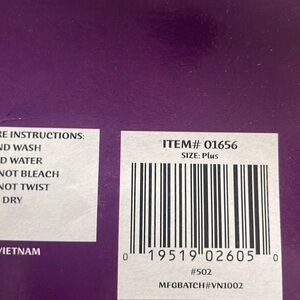 RE INSTRUCTIONS:
ND WASH
D WATER
NOT BLEACH
NOT TWIST
DRY
VIETNAM
ITEM# 01656
SIZE: Plus
0 19519 02605 0
#502
MFGBATCH#VN1002